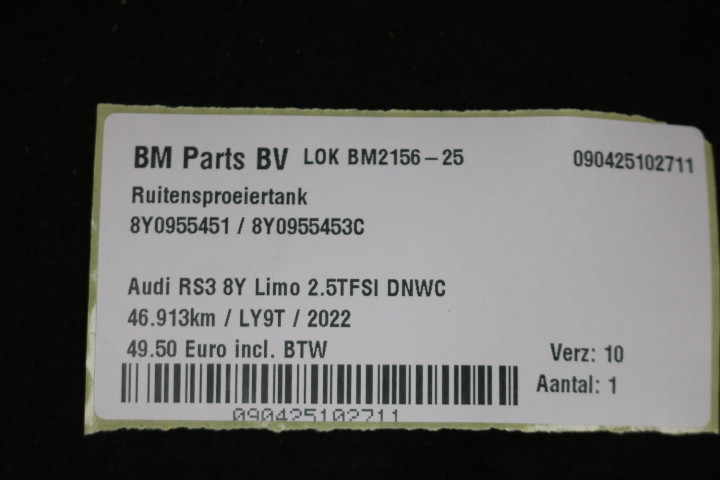 BM Parts BV LOK BM2156-25 090425102711
Ruitensproeiertank
8Y0955451 / 8Y0955453C
Audi RS3 8Y Limo 2.5TFSI DNWC
46.913km / LY9T / 2022
49.50 Euro incl. BTW
Verz: 10
Aantal: 1
090425102711